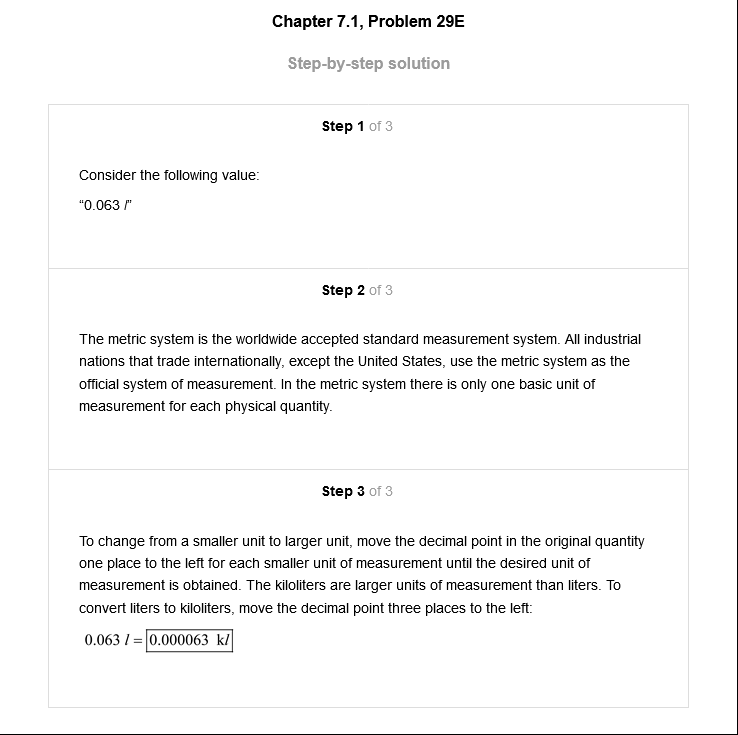 Chapter 7.1, Problem 29E
Step-by-step solution
Step 1 of 3
Consider the following value:
“0.063 l”
Step 2 of 3
The metric system is the worldwide accepted standard measurement system. All industrial
nations that trade internationally, except the United States, use the metric system as the
official system of measurement. In the metric system there is only one basic unit of
measurement for each physical quantity.
Step 3 of 3
To change from a smaller unit to larger unit, move the decimal point in the original quantity
one place to the left for each smaller unit of measurement until the desired unit of
measurement is obtained. The kiloliters are larger units of measurement than liters. To
convert liters to kiloliters, move the decimal point three places to the left:
0.063 l = 0.000063 kl